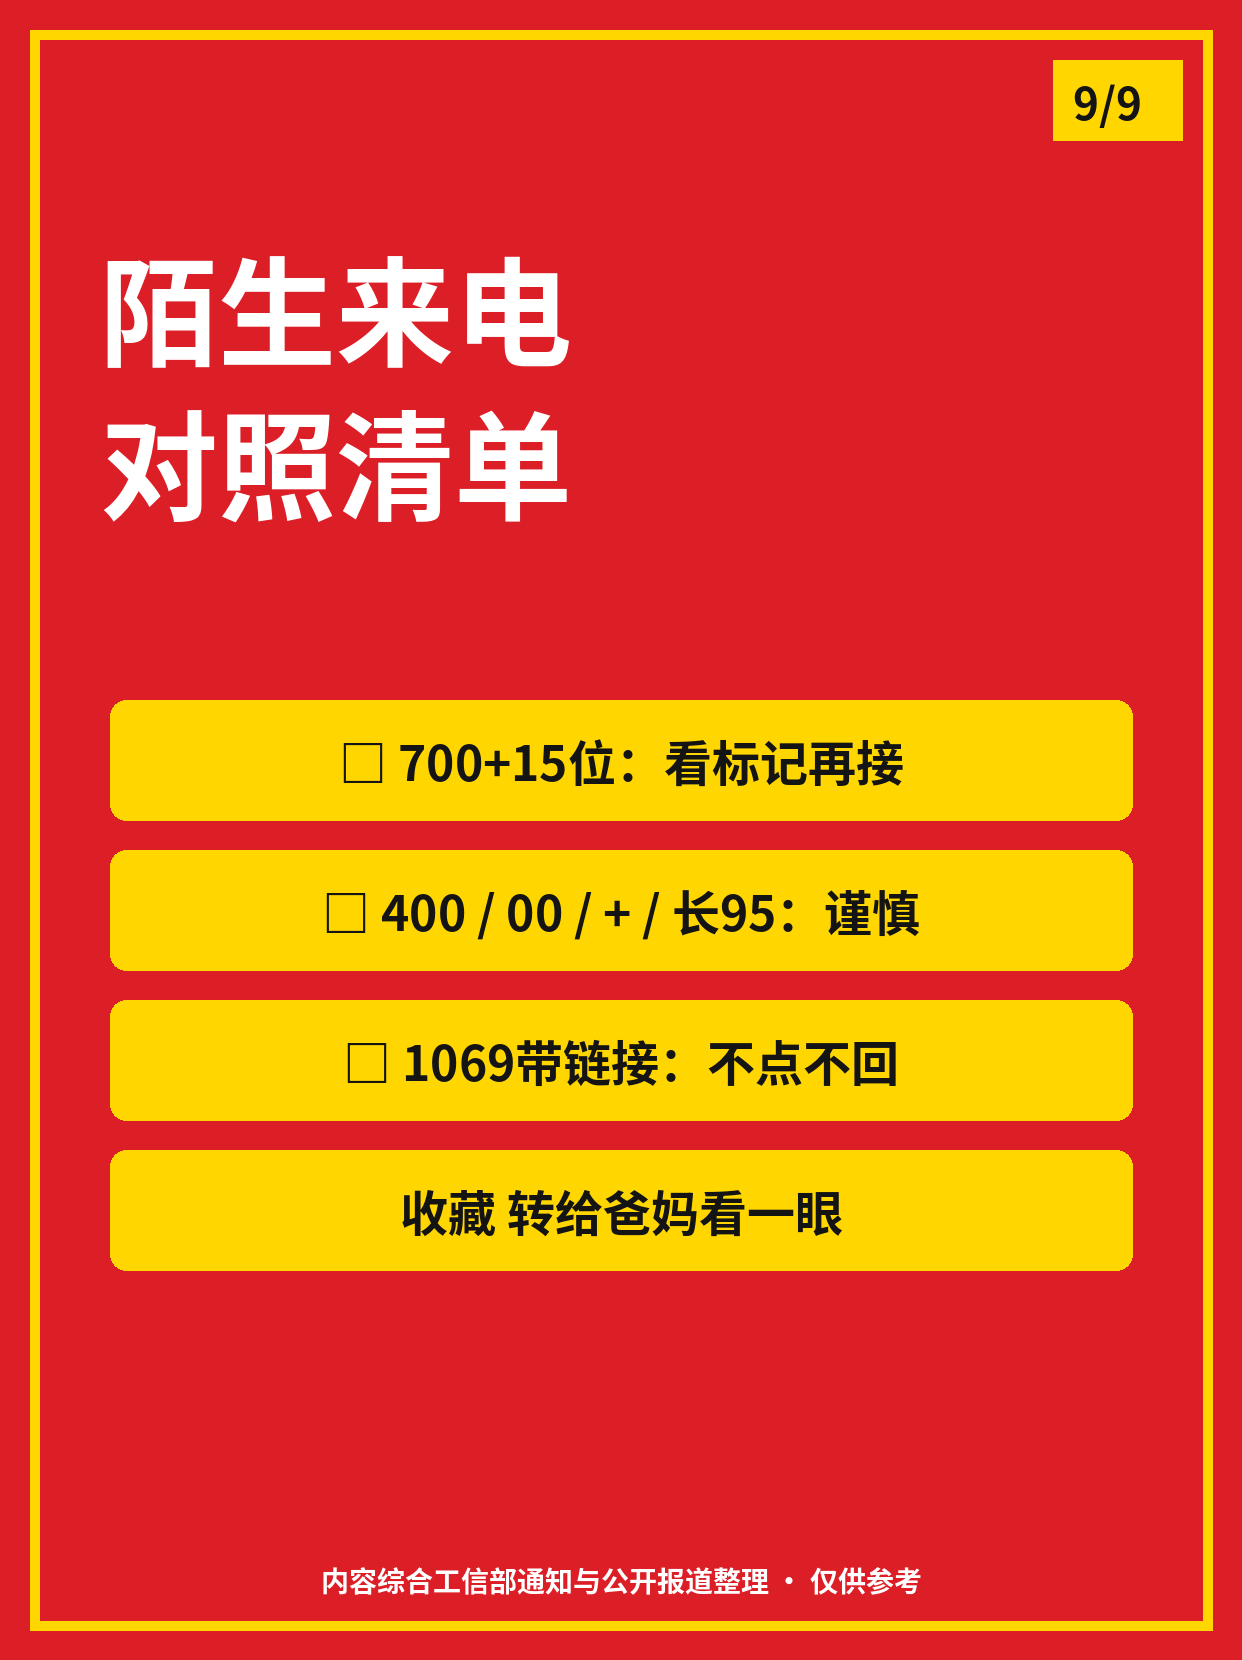 9/9
陌生来电
对照清单
□ 700+15位：看标记再接
□ 400 / 00 / + / 长95：谨慎
□ 1069带链接：不点不回
收藏 转给爸妈看一眼
内容综合工信部通知与公开报道整理 · 仅供参考